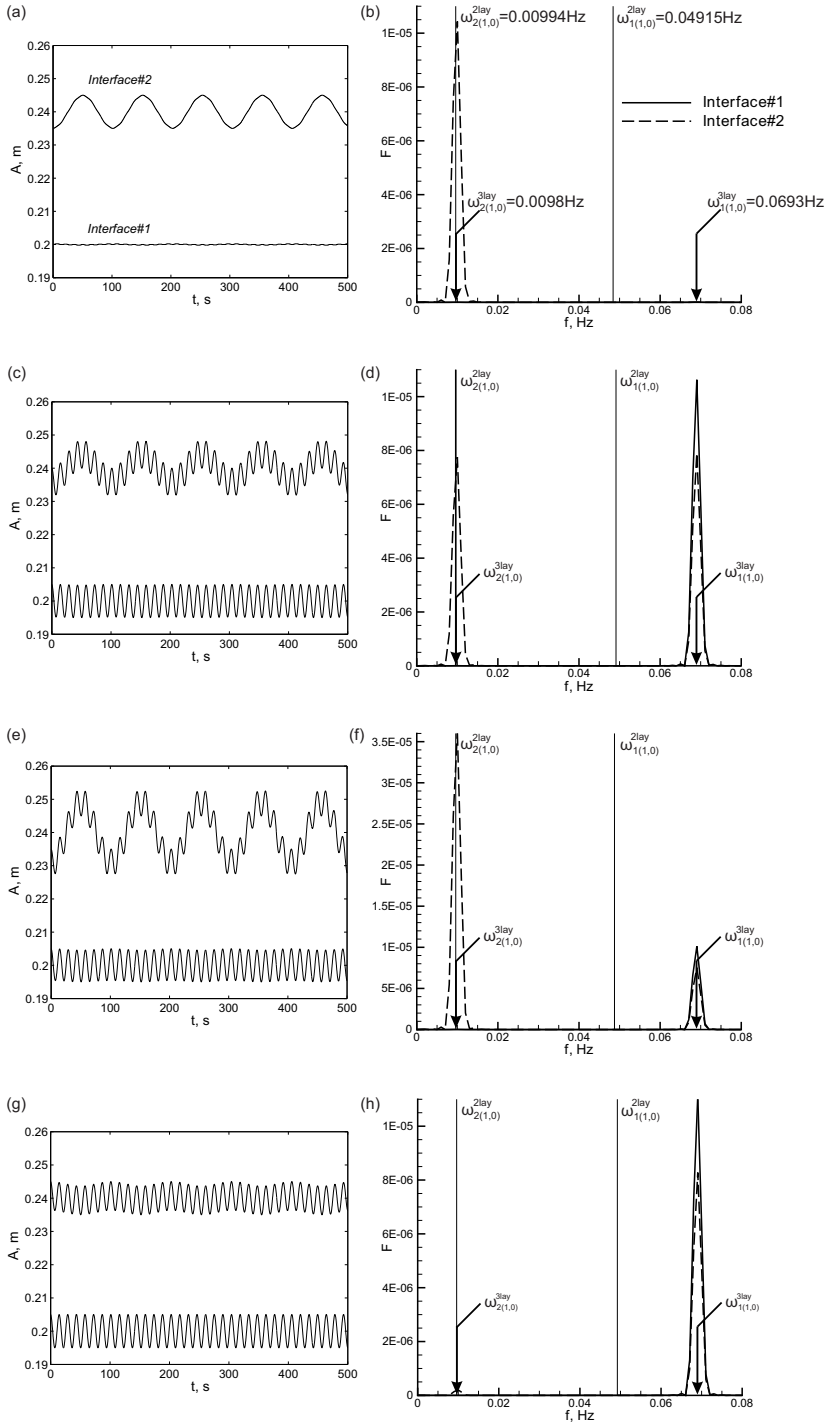 (a)
0.26
0.25
0.24
0.23
0.22
0.21
0.2
0.19
A, m
Interface#2
Interface#1
0 100 200 300 400 500
t, s
(b)
ω2(1,0)2lay=0.00994Hz
ω1(1,0)2lay=0.04915Hz
1E-05
8E-06
6E-06
4E-06
2E-06
0
F
Interface#1
Interface#2
ω2(1,0)3lay=0.0098Hz
ω1(1,0)3lay=0.0693Hz
0 0.02 0.04 0.06 0.08
f, Hz
(c)
0.26
0.25
0.24
0.23
0.22
0.21
0.2
0.19
A, m
0 100 200 300 400 500
t, s
(d)
ω2(1,0)2lay
ω1(1,0)2lay
1E-05
8E-06
6E-06
4E-06
2E-06
0
F
ω2(1,0)3lay
ω1(1,0)3lay
0 0.02 0.04 0.06 0.08
f, Hz
(e)
0.26
0.25
0.24
0.23
0.22
0.21
0.2
0.19
A, m
0 100 200 300 400 500
t, s
(f)
ω2(1,0)2lay
ω1(1,0)2lay
3.5E-05
3E-05
2.5E-05
2E-05
1.5E-05
1E-05
5E-06
0
F
ω2(1,0)3lay
ω1(1,0)3lay
0 0.02 0.04 0.06 0.08
f, Hz
(g)
0.26
0.25
0.24
0.23
0.22
0.21
0.2
0.19
A, m
0 100 200 300 400 500
t, s
(h)
ω2(1,0)2lay
ω1(1,0)2lay
1E-05
8E-06
6E-06
4E-06
2E-06
0
F
ω2(1,0)3lay
ω1(1,0)3lay
0 0.02 0.04 0.06 0.08
f, Hz